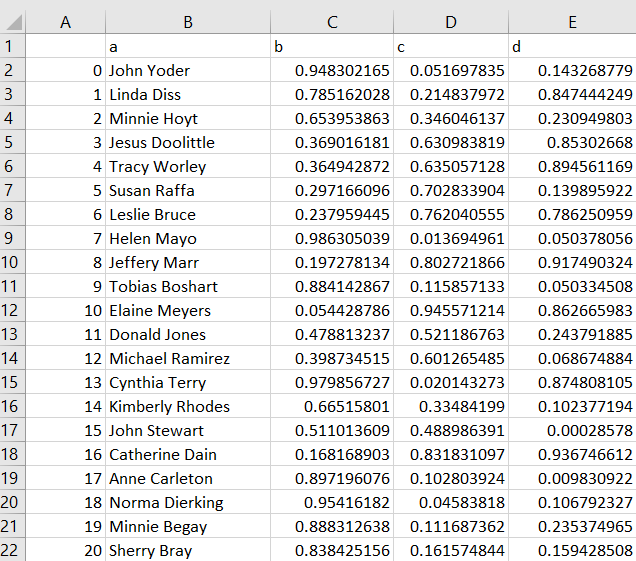 A B C D E
1 a b c d
2 0 John Yoder 0.948302165 0.051697835 0.143268779
3 1 Linda Diss 0.785162028 0.214837972 0.847444249
4 2 Minnie Hoyt 0.653953863 0.346046137 0.230949803
5 3 Jesus Doolittle 0.369016181 0.630983819 0.85302668
6 4 Tracy Worley 0.364942872 0.635057128 0.894561169
7 5 Susan Raffa 0.297166096 0.702833904 0.139895922
8 6 Leslie Bruce 0.237959445 0.762040555 0.786250959
9 7 Helen Mayo 0.986305039 0.013694961 0.050378056
10 8 Jeffery Marr 0.197278134 0.802721866 0.917490324
11 9 Tobias Boshart 0.884142867 0.115857133 0.050334508
12 10 Elaine Meyers 0.054428786 0.945571214 0.862665983
13 11 Donald Jones 0.478813237 0.521186763 0.243791885
14 12 Michael Ramirez 0.398734515 0.601265485 0.068674884
15 13 Cynthia Terry 0.979856727 0.020143273 0.874808105
16 14 Kimberly Rhodes 0.66515801 0.33484199 0.102377194
17 15 John Stewart 0.511013609 0.488986391 0.00028578
18 16 Catherine Dain 0.168168903 0.831831097 0.936746612
19 17 Anne Carleton 0.897196076 0.102803924 0.009830922
20 18 Norma Dierking 0.95416182 0.04583818 0.106792327
21 19 Minnie Begay 0.888312638 0.111687362 0.235374965
22 20 Sherry Bray 0.838425156 0.161574844 0.159428508